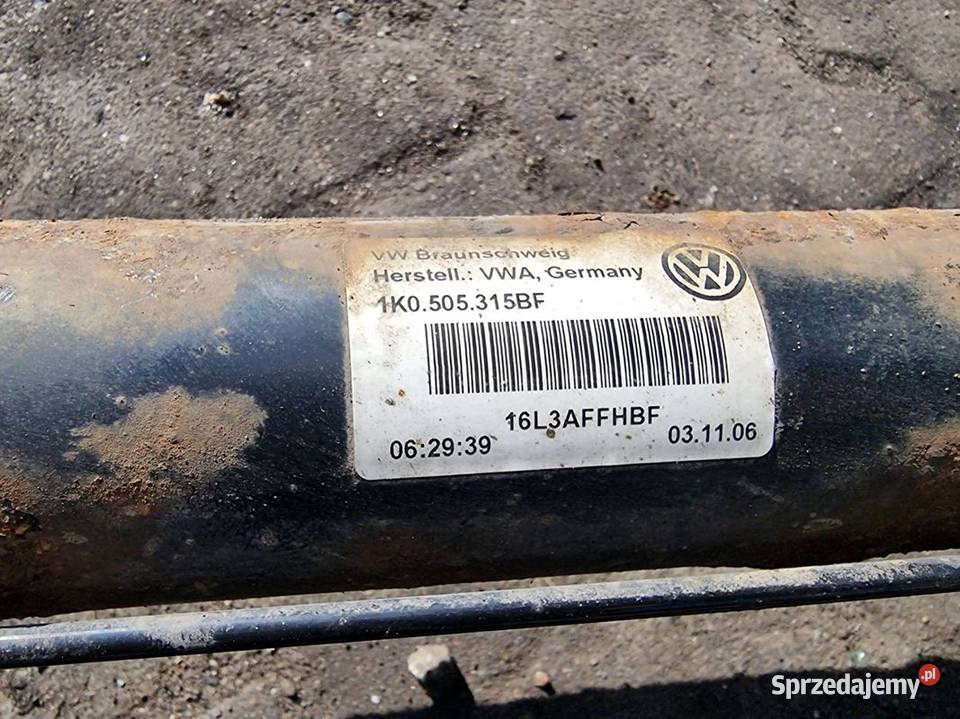 VW Braunschweig
Herstell.: VWA, Germany
1K0.505.315BF
16L3AFFHBF
06:29:39
03.11.06
Sprzedajemy.pl